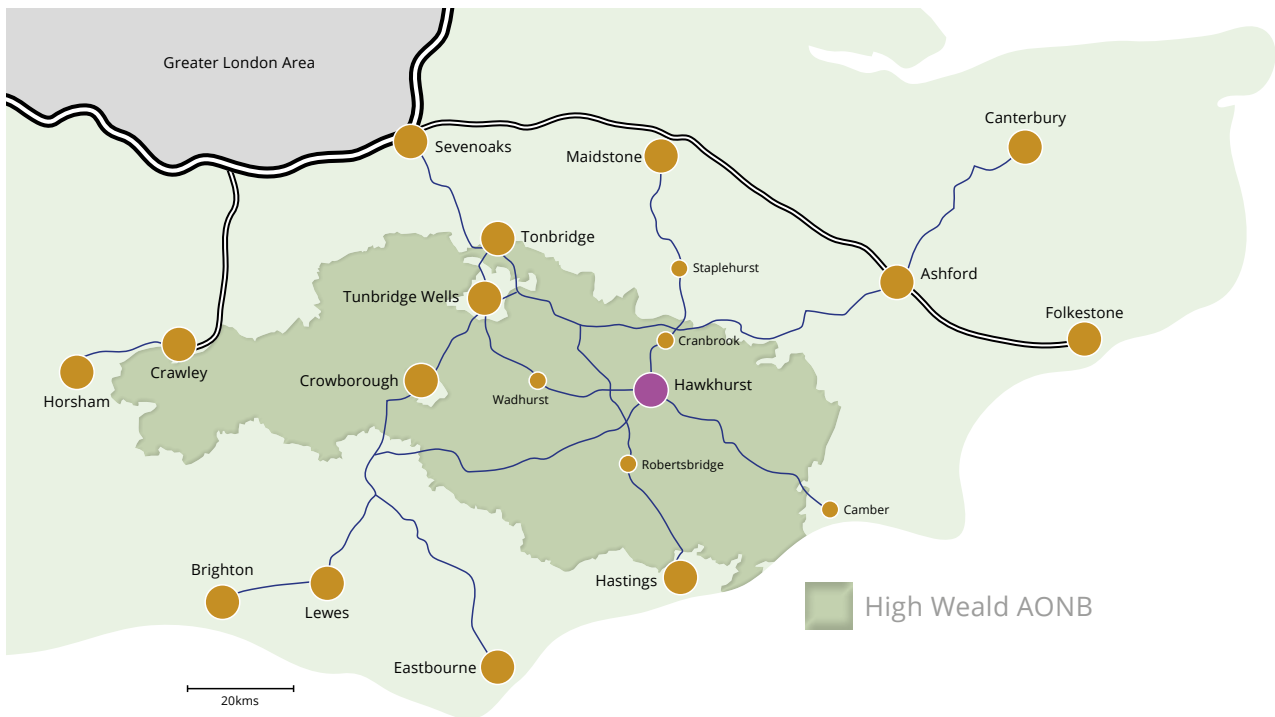 Greater London Area
Canterbury
Sevenoaks
Maidstone
Tonbridge
Staplehurst
Ashford
Tunbridge Wells
Folkestone
Cranbrook
Crawley
Crowborough
Hawkhurst
Horsham
Wadhurst
Robertsbridge
Camber
Brighton
Hastings
High Weald AONB
Lewes
Eastbourne
20kms